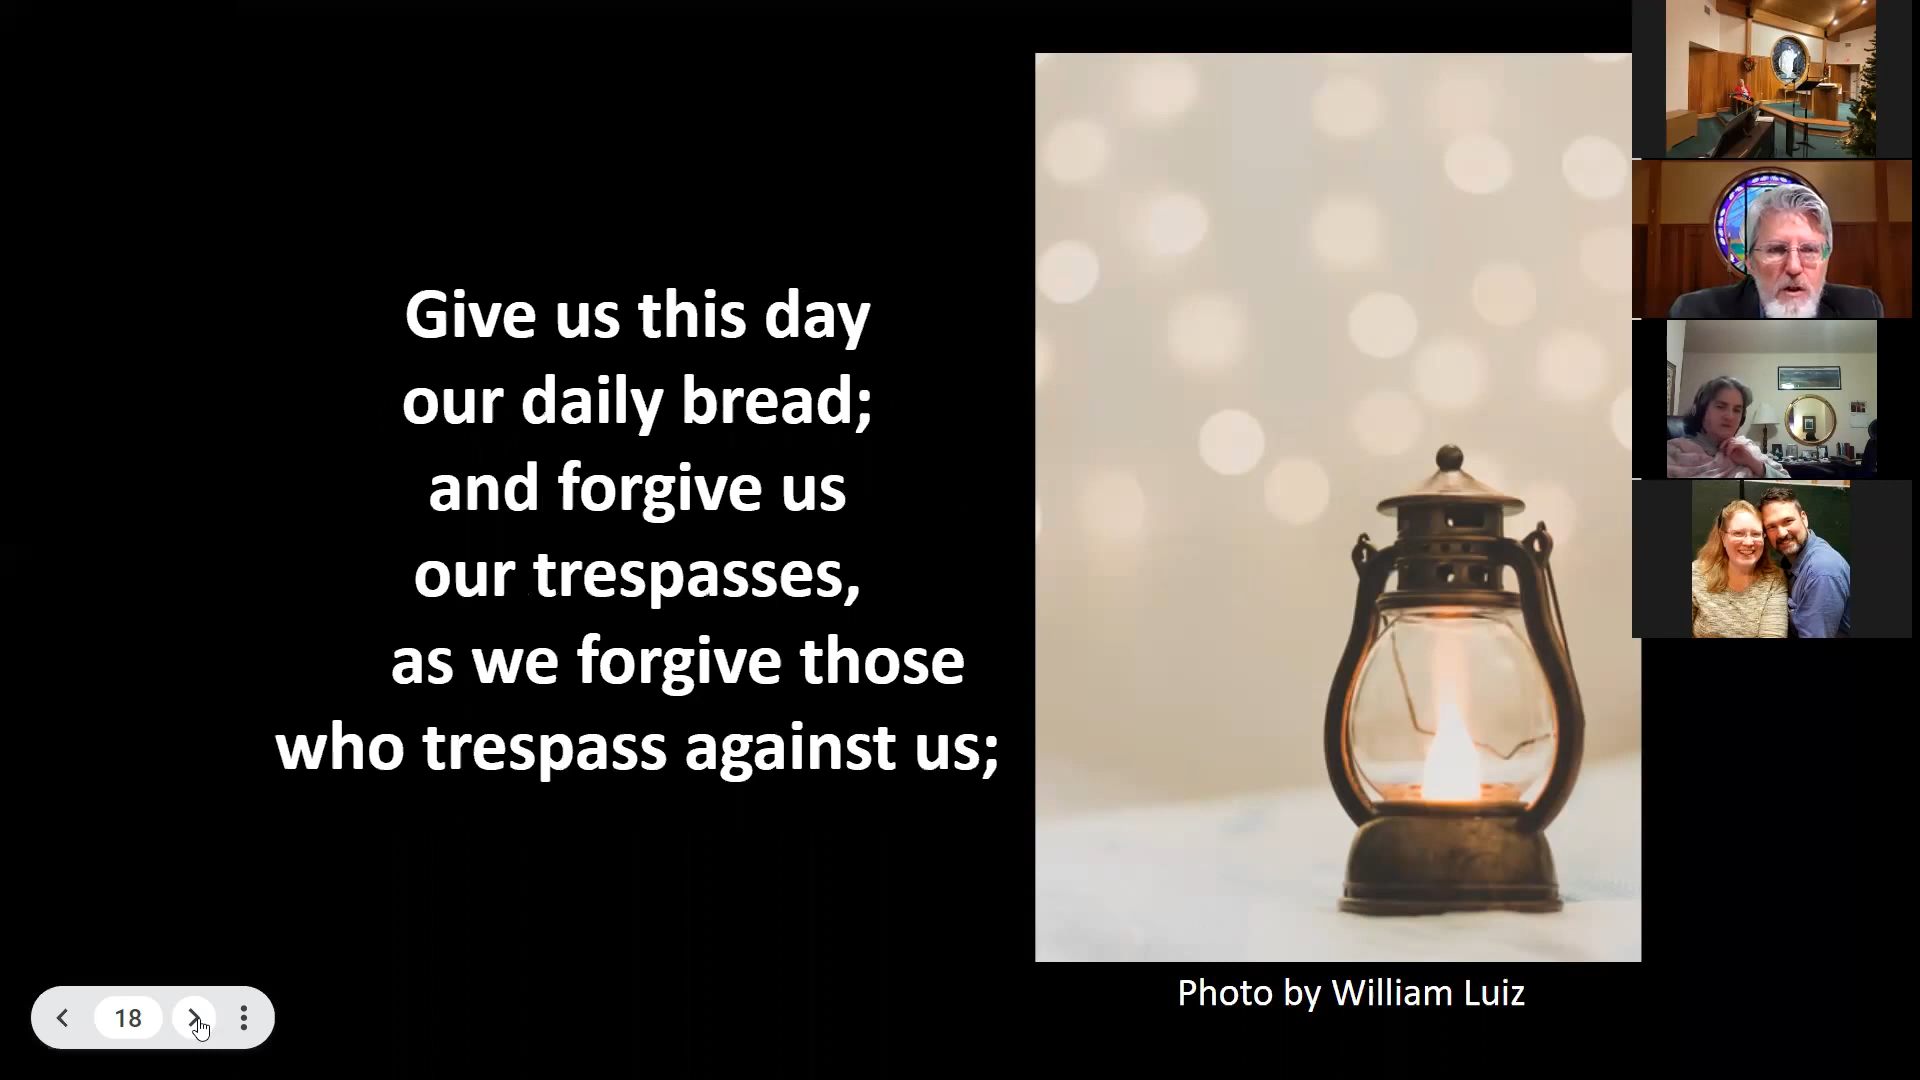 Give us this day
our daily bread;
and forgive us
our trespasses,
as we forgive those
who trespass against us;
Photo by William Luiz
18